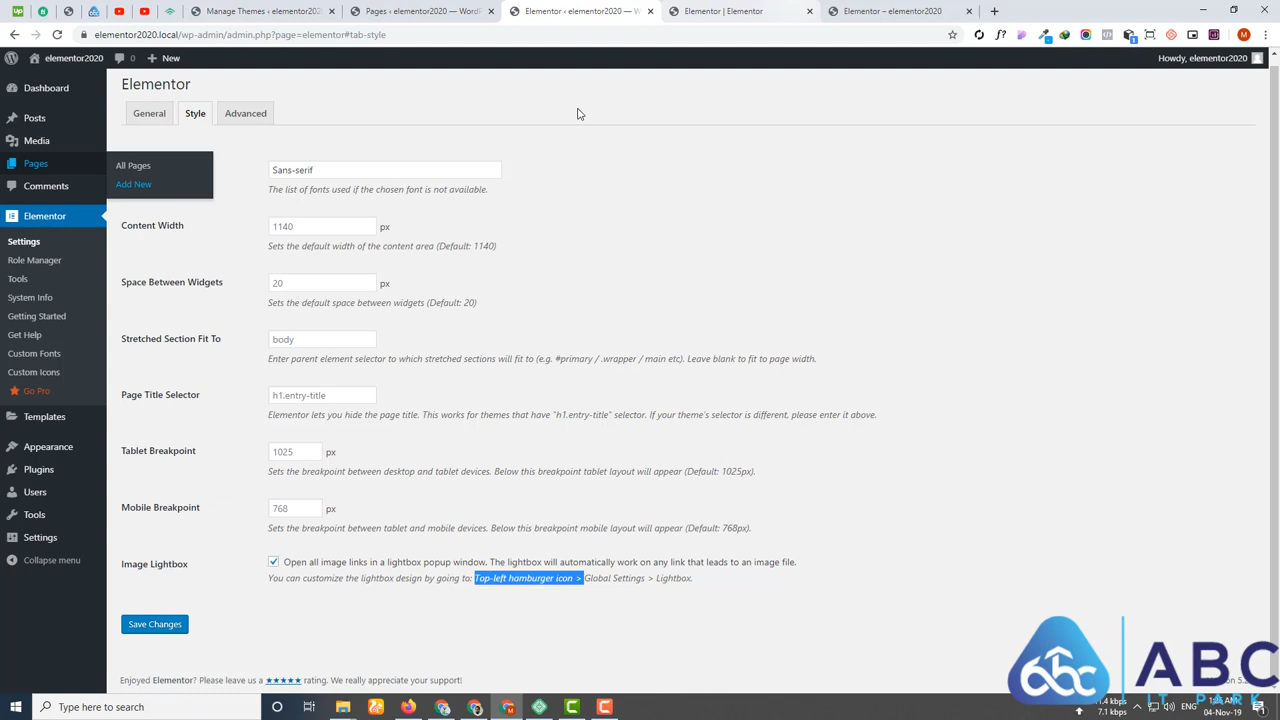 Manage Themes ‹ elementor2020
Pages ‹ elementor2020 — WordP
Elementor ‹ elementor2020 — W
Elementor | Elementor
Elementor – elementor2020
elementor2020.local/wp-admin/admin.php?page=elementor#tab-style
elementor2020
0
New
Howdy, elementor2020
Dashboard
Posts
Media
Pages
Comments
Elementor
Settings
Role Manager
Tools
System Info
Getting Started
Get Help
Custom Fonts
Custom Icons
Go Pro
Templates
Appearance
Plugins
Users
Tools
Settings
Collapse menu
All Pages
Add New
Elementor
General
Style
Advanced
Sans-serif
The list of fonts used if the chosen font is not available.
Content Width
1140 px
Sets the default width of the content area (Default: 1140)
Space Between Widgets
20 px
Sets the default space between widgets (Default: 20)
Stretched Section Fit To
body
Enter parent element selector to which stretched sections will fit to (e.g. #primary / .wrapper / main etc). Leave blank to fit to page width.
Page Title Selector
h1.entry-title
Elementor lets you hide the page title. This works for themes that have "h1.entry-title" selector. If your theme's selector is different, please enter it above.
Tablet Breakpoint
1025 px
Sets the breakpoint between desktop and tablet devices. Below this breakpoint tablet layout will appear (Default: 1025px).
Mobile Breakpoint
768 px
Sets the breakpoint between tablet and mobile devices. Below this breakpoint mobile layout will appear (Default: 768px).
Image Lightbox
Open all image links in a lightbox popup window. The lightbox will automatically work on any link that leads to an image file.
You can customize the lightbox design by going to: Top-left hamburger icon > Global Settings > Lightbox.
Save Changes
Enjoyed Elementor? Please leave us a ★★★★★ rating. We really appreciate your support!
abc
ABC
IT PARK
Type here to search
7.1 kbps
ENG
04-Nov-19